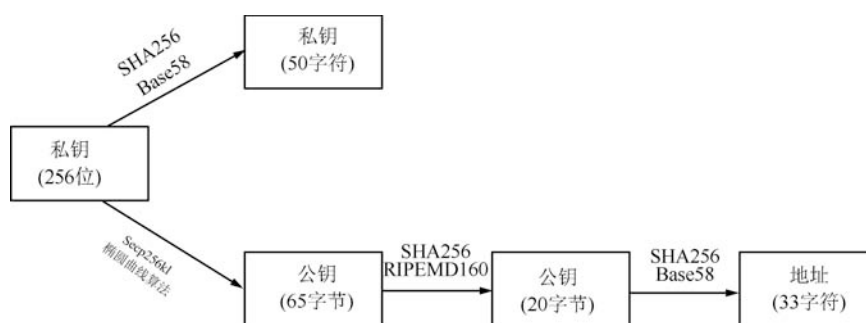 SHA256
Base58
私钥
(50字符)
私钥
(256位)
Secp256kl
椭圆曲线算法
公钥
(65字节)
SHA256
RIPEMD160
公钥
(20字节)
SHA256
Base58
地址
(33字符)